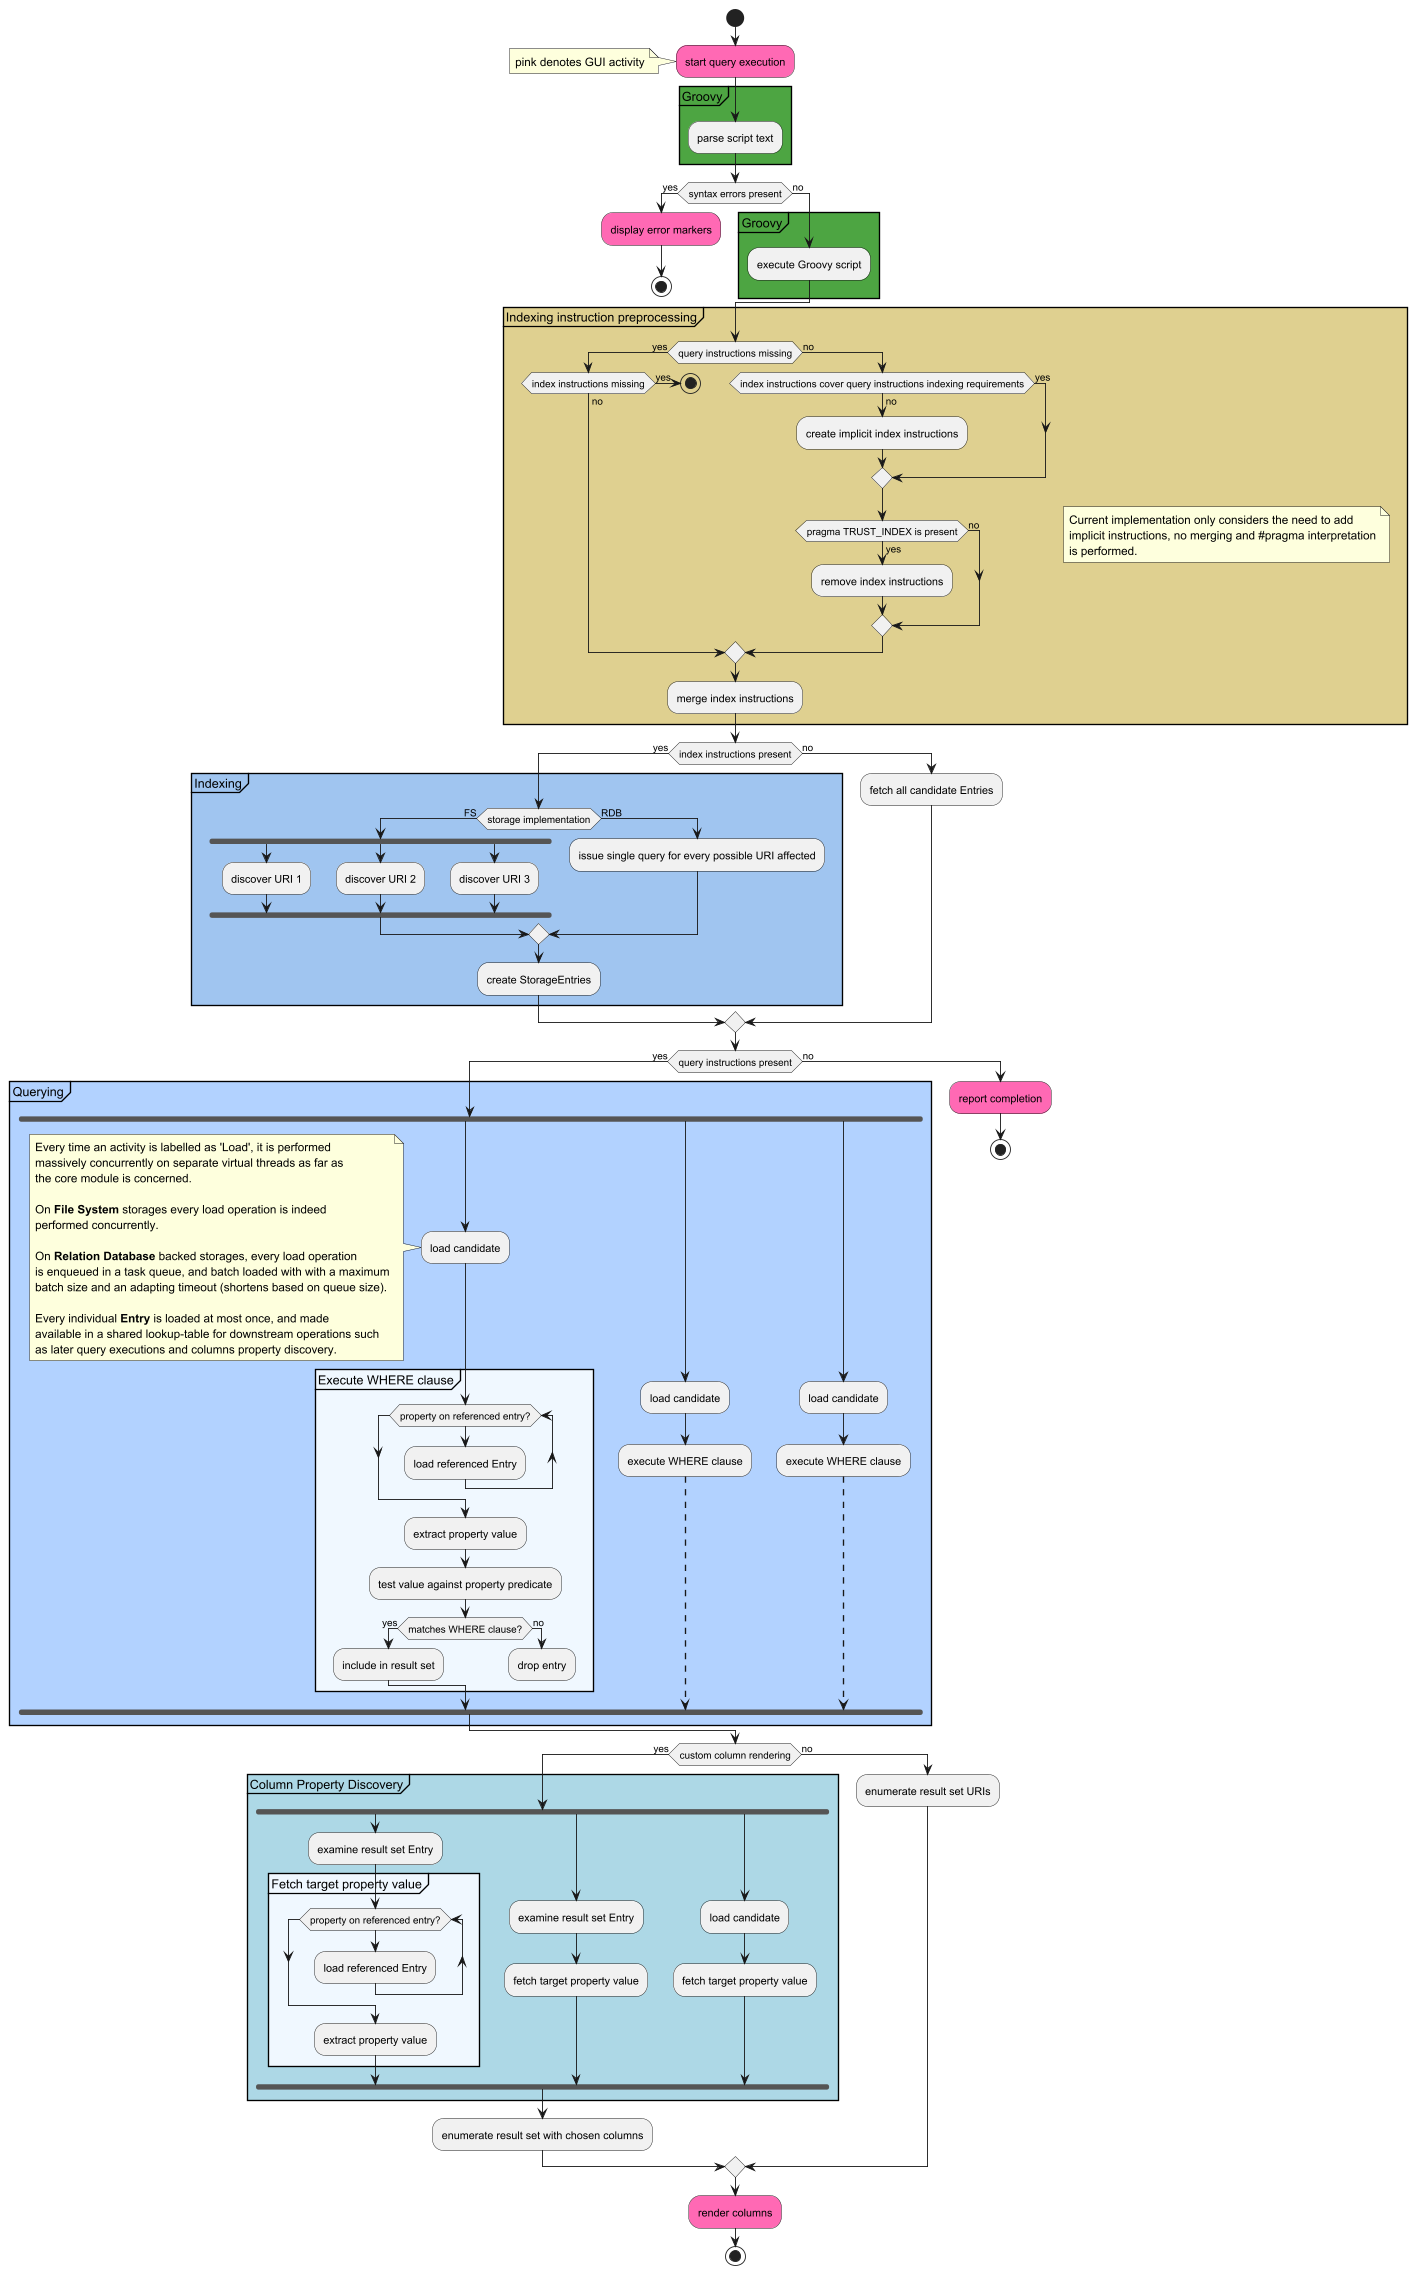 pink denotes GUI activity
start query execution
Groovy
parse script text
yes
syntax errors present
no
display error markers
Groovy
execute Groovy script
Indexing instruction preprocessing
yes
query instructions missing
no
index instructions missing
yes
no
index instructions cover query instructions indexing requirements
yes
no
create implicit index instructions
Current implementation only considers the need to add
implicit instructions, no merging and #pragma interpretation
is performed.
pragma TRUST_INDEX is present
no
yes
remove index instructions
merge index instructions
yes
index instructions present
no
Indexing
fetch all candidate Entries
FS
storage implementation
RDB
issue single query for every possible URI affected
discover URI 1
discover URI 2
discover URI 3
create StorageEntries
yes
query instructions present
no
Querying
report completion
Every time an activity is labelled as 'Load', it is performed
massively concurrently on separate virtual threads as far as
the core module is concerned.
On File System storages every load operation is indeed
performed concurrently.
On Relation Database backed storages, every load operation
is enqueued in a task queue, and batch loaded with with a maximum
batch size and an adapting timeout (shortens based on queue size).
Every individual Entry is loaded at most once, and made
available in a shared lookup-table for downstream operations such
as later query executions and columns property discovery.
load candidate
Execute WHERE clause
property on referenced entry?
load referenced Entry
extract property value
test value against property predicate
yes
matches WHERE clause?
no
include in result set
drop entry
load candidate
execute WHERE clause
load candidate
execute WHERE clause
yes
custom column rendering
no
Column Property Discovery
enumerate result set URIs
examine result set Entry
Fetch target property value
property on referenced entry?
load referenced Entry
extract property value
examine result set Entry
fetch target property value
load candidate
fetch target property value
enumerate result set with chosen columns
render columns